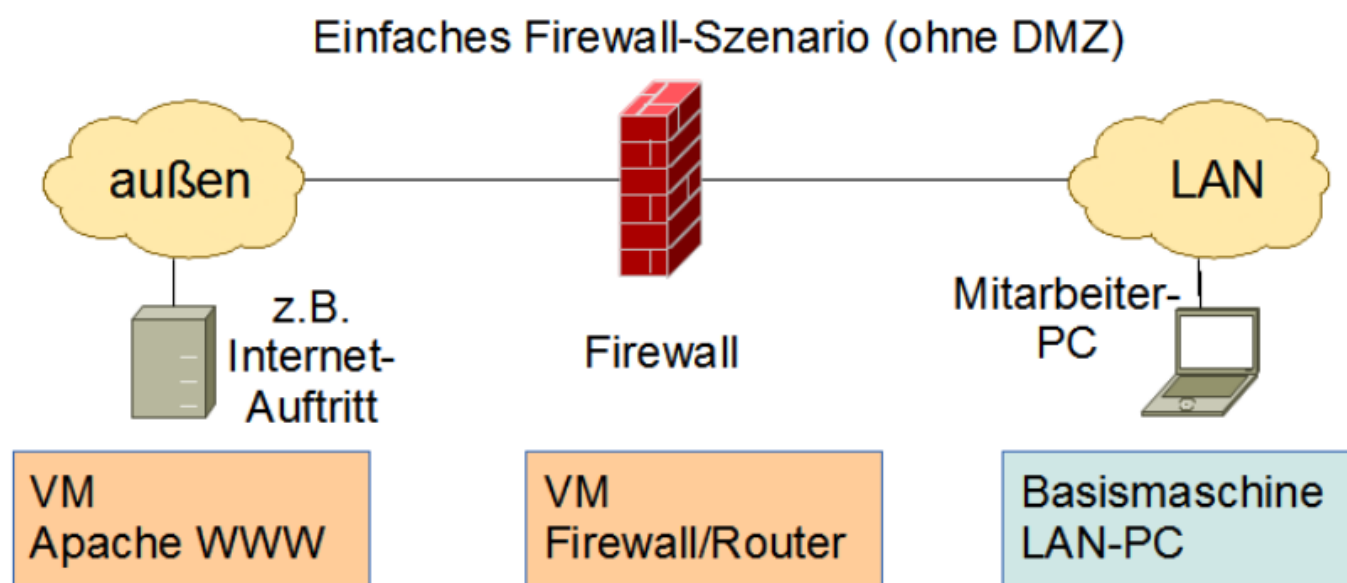 Einfaches Firewall-Szenario (ohne DMZ)
außen
LAN
z.B.
Internet-
Auftritt
Firewall
Mitarbeiter-
PC
VM
Apache WWW
VM
Firewall/Router
Basismaschine
LAN-PC